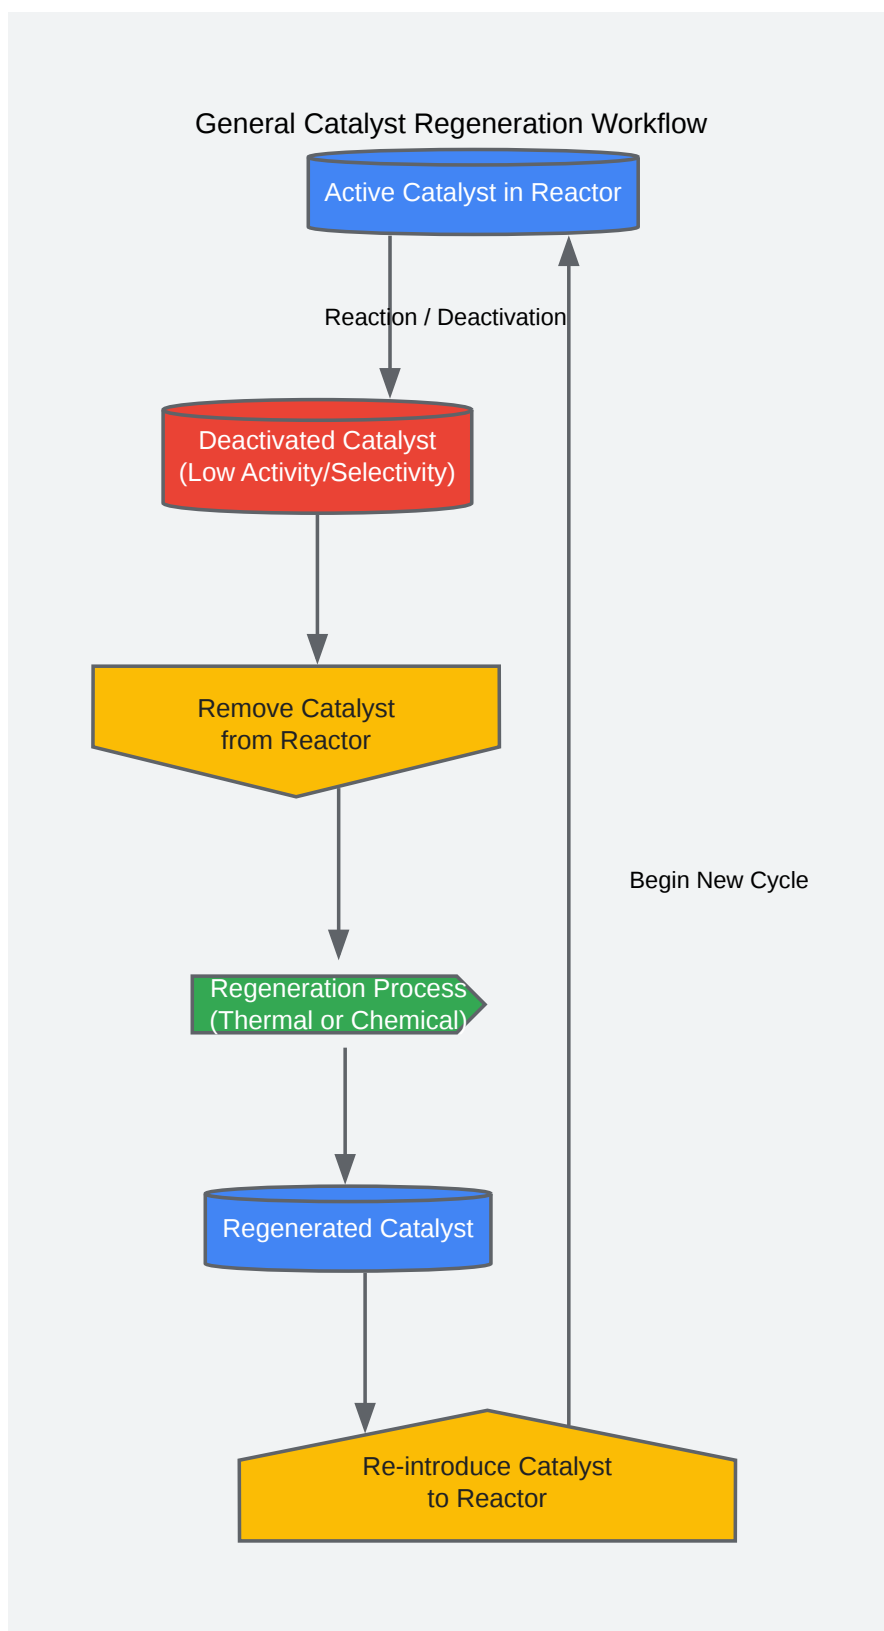 General Catalyst Regeneration Workflow
Active Catalyst in Reactor
Reaction / Deactivation
Deactivated Catalyst
(Low Activity/Selectivity)
Remove Catalyst
from Reactor
Begin New Cycle
Regeneration Process
(Thermal or Chemical)
Regenerated Catalyst
Re-introduce Catalyst
to Reactor